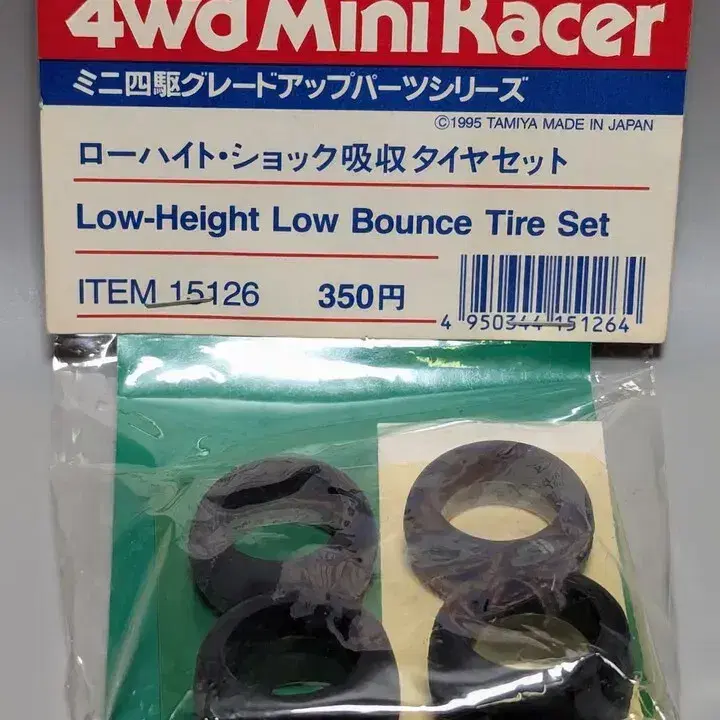 4wd Mini Racer
ミニ四駆グレードアップパーツシリーズ
©1995 TAMIYA MADE IN JAPAN
ローハイト・ショック吸収タイヤセット
Low-Height Low Bounce Tire Set
ITEM 15126 350円
4 950344 151264